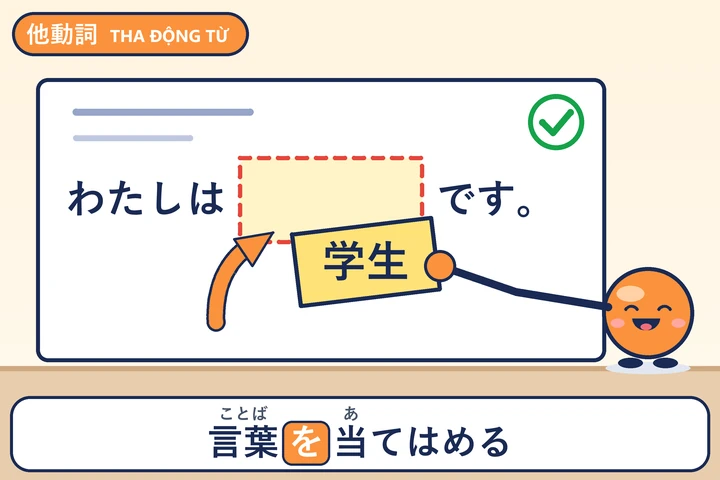 他動詞 THA ĐỘNG TỪ
わたしは です。
学生
ことば あ
言葉を当てはめる